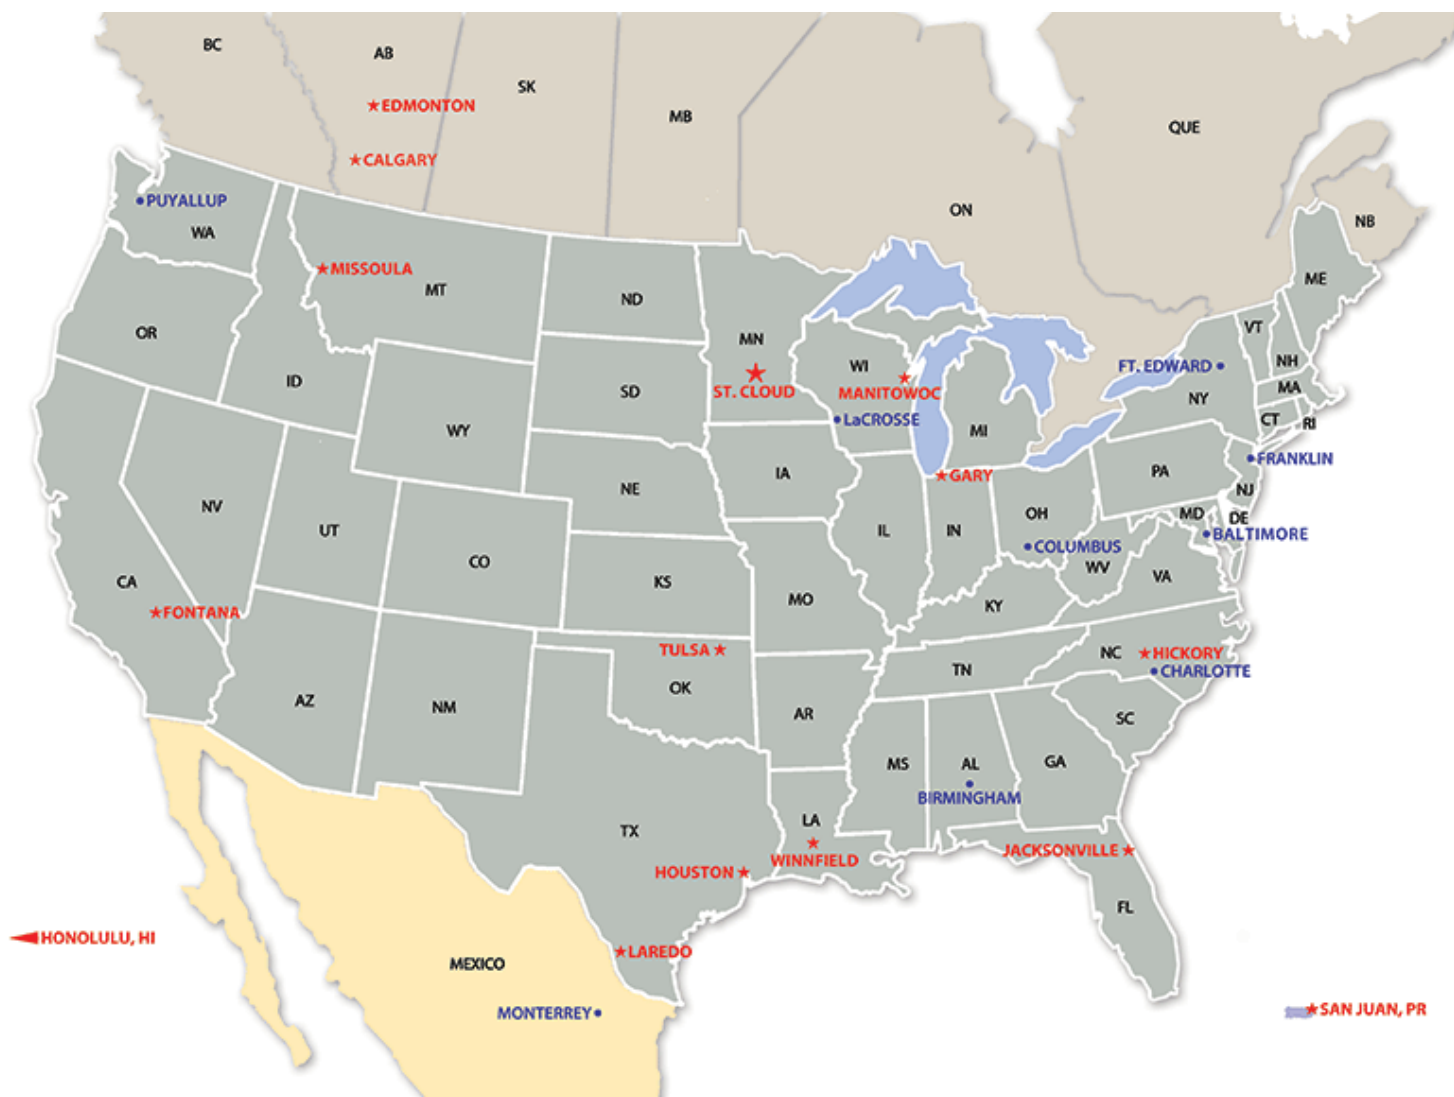 BC
AB
SK
MB
ON
QUE
NB
EDMONTON
CALGARY
PUYALLUP
WA
MISSOULA
MT
ND
MN
OR
ID
SD
ST. CLOUD
WI
MANITOWOC
LaCROSSE
MI
ME
VT
NH
FT. EDWARD
NY
MA
CT
RI
WY
NE
IA
GARY
PA
FRANKLIN
NJ
NV
UT
CO
IL
IN
OH
COLUMBUS
MD
DE
BALTIMORE
WV
VA
CA
FONTANA
KS
MO
KY
TULSA
OK
TN
NC
HICKORY
CHARLOTTE
AZ
NM
AR
SC
MS
AL
BIRMINGHAM
GA
TX
LA
WINNFIELD
JACKSONVILLE
HOUSTON
FL
HONOLULU, HI
LAREDO
MEXICO
MONTERREY
SAN JUAN, PR